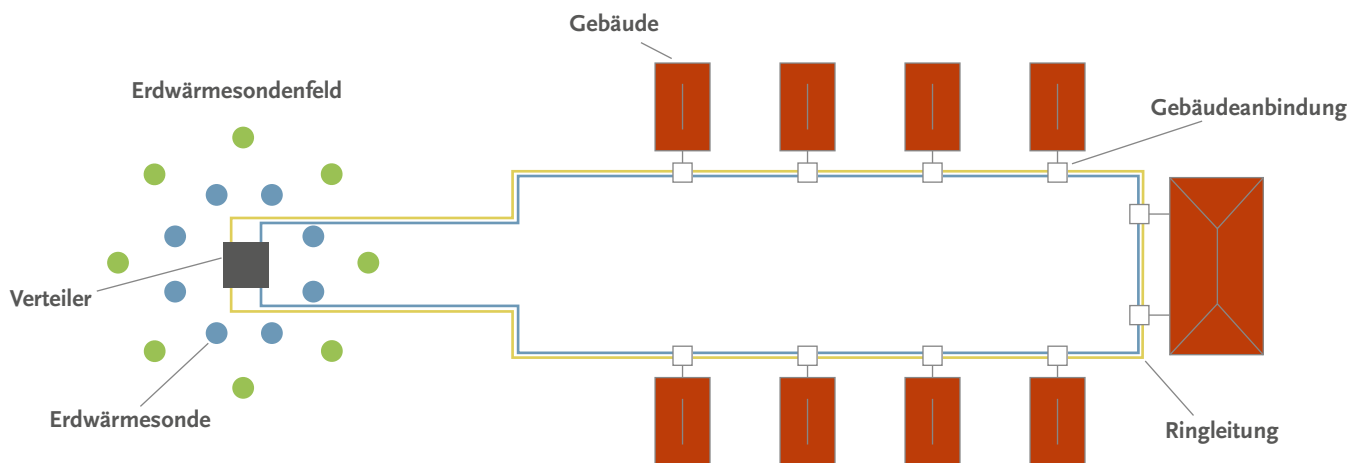 Gebäude
Erdwärmesondenfeld
Gebäudeanbindung
Verteiler
Erdwärmesonde
Ringleitung